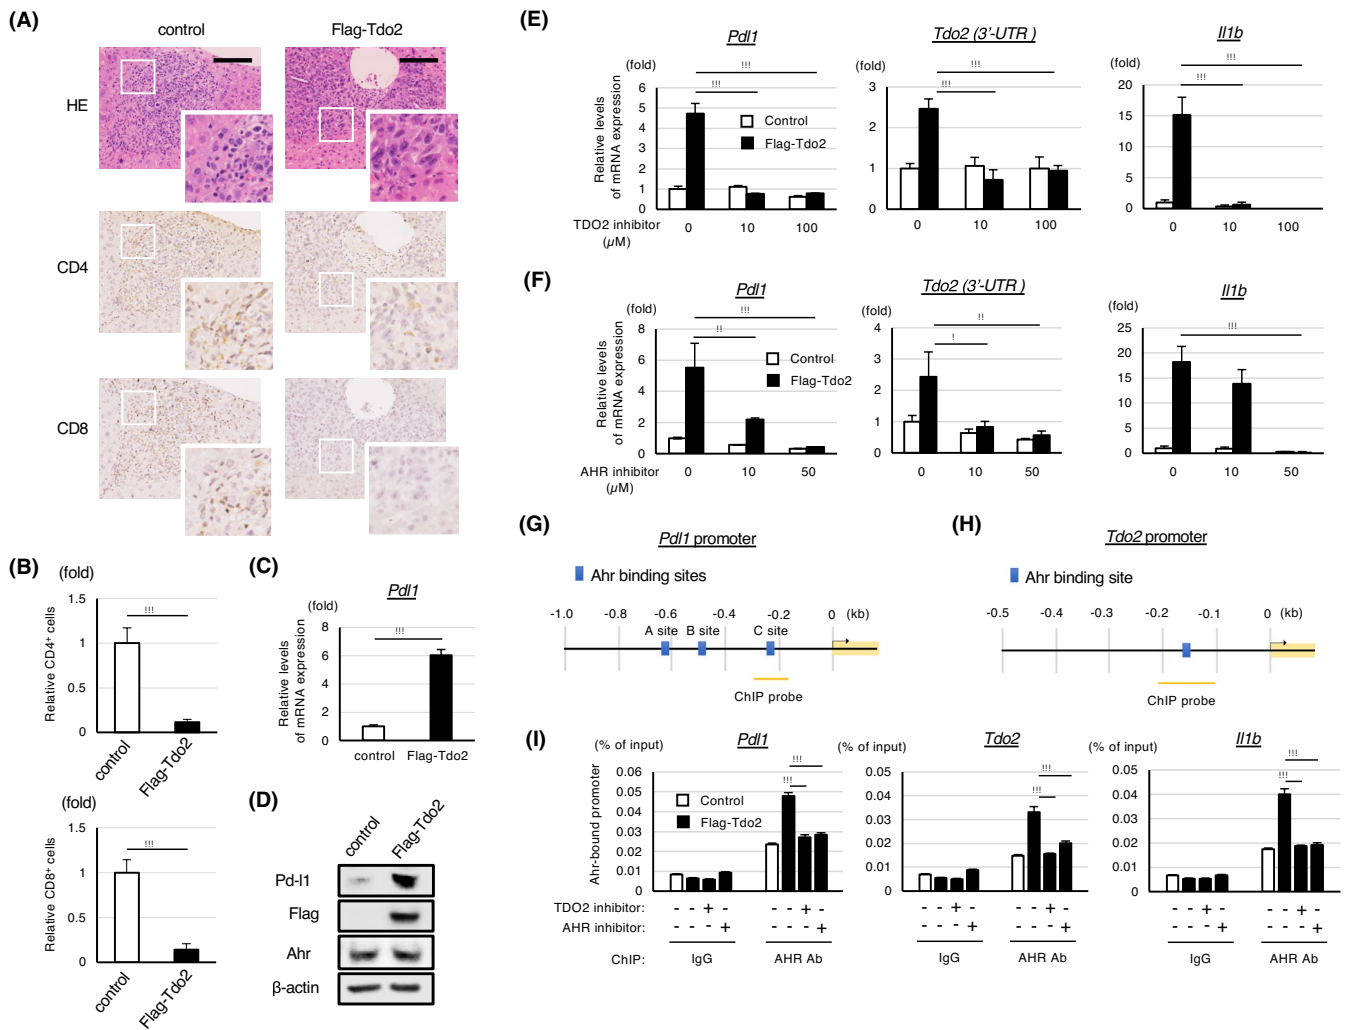 (A)
control
Flag-Tdo2
HE
CD4
CD8
(B)
(fold)
Relative CD4⁺ cells
1.5
1
0.5
0
!!!
control
Flag-Tdo2
(fold)
Relative CD8⁺ cells
1.5
1
0.5
0
!!!
control
Flag-Tdo2
(C)
Pdl1
(fold)
Relative levels
of mRNA expression
8
6
4
2
0
!!!
control
Flag-Tdo2
(D)
control
Flag-Tdo2
Pd-l1
Flag
Ahr
β-actin
(E)
Pdl1
(fold)
Relative levels
of mRNA expression
6
5
4
3
2
1
0
!!!
!!!
Control
Flag-Tdo2
TDO2 inhibitor
(μM)
0 10 100
Tdo2 (3'-UTR )
(fold)
3
2
1
0
!!!
!!!
0 10 100
Il1b
(fold)
20
15
10
5
0
!!!
!!!
0 10 100
(F)
Pdl1
(fold)
Relative levels
of mRNA expression
8
6
4
2
0
!!!
!!
Control
Flag-Tdo2
AHR inhibitor
(μM)
0 10 50
Tdo2 (3'-UTR )
(fold)
4
3
2
1
0
!!
!
0 10 50
Il1b
(fold)
25
20
15
10
5
0
!!!
0 10 50
(G)
Pdl1 promoter
Ahr binding sites
-1.0 -0.8 -0.6 -0.4 -0.2 0 (kb)
A site B site C site
ChIP probe
(H)
Tdo2 promoter
Ahr binding site
-0.5 -0.4 -0.3 -0.2 -0.1 0 (kb)
ChIP probe
(I)
(% of input)
Pdl1
Ahr-bound promoter
0.06
0.05
0.04
0.03
0.02
0.01
0
!!!
!!!
Control
Flag-Tdo2
(% of input)
Tdo2
0.05
0.04
0.03
0.02
0.01
0
!!!
!!!
(% of input)
Il1b
0.05
0.04
0.03
0.02
0.01
0
!!!
!!!
TDO2 inhibitor: - - + - - - + - - - + - - - + - - - + - - - + -
AHR inhibitor: - - - + - - - + - - - + - - - + - - - + - - - +
ChIP: IgG AHR Ab IgG AHR Ab IgG AHR Ab